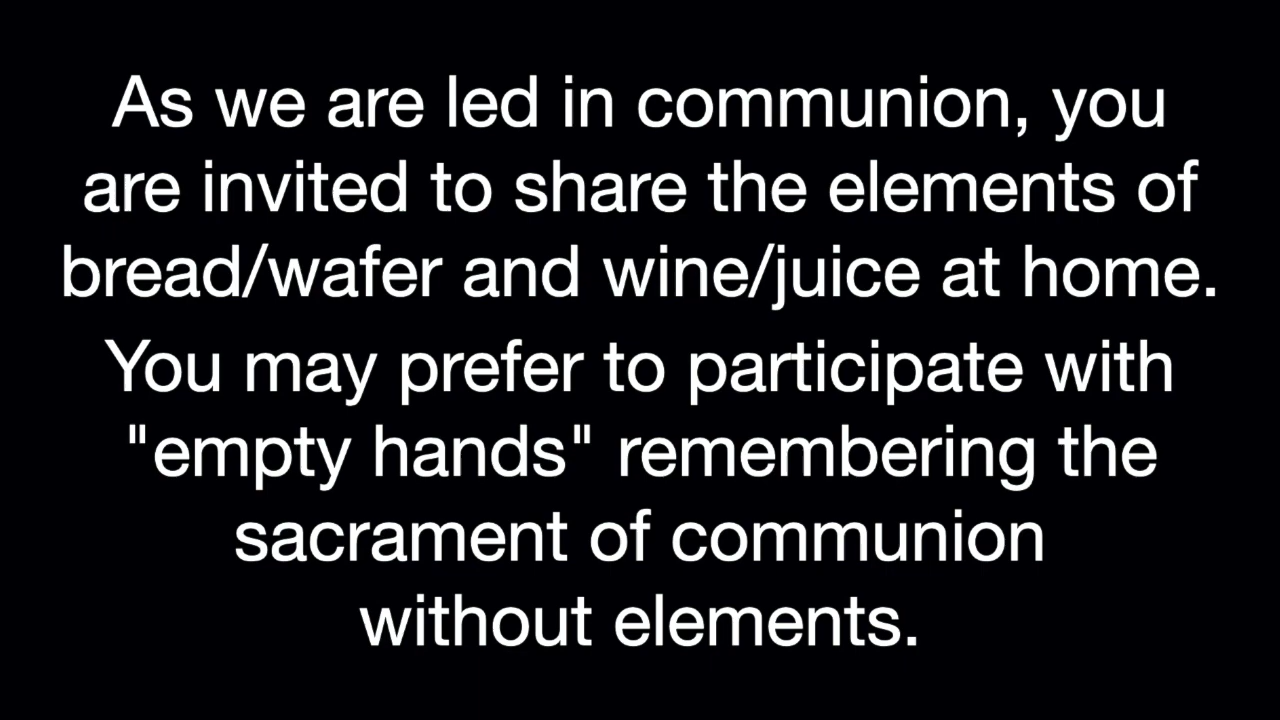 As we are led in communion, you
are invited to share the elements of
bread/wafer and wine/juice at home.
You may prefer to participate with
"empty hands" remembering the
sacrament of communion
without elements.